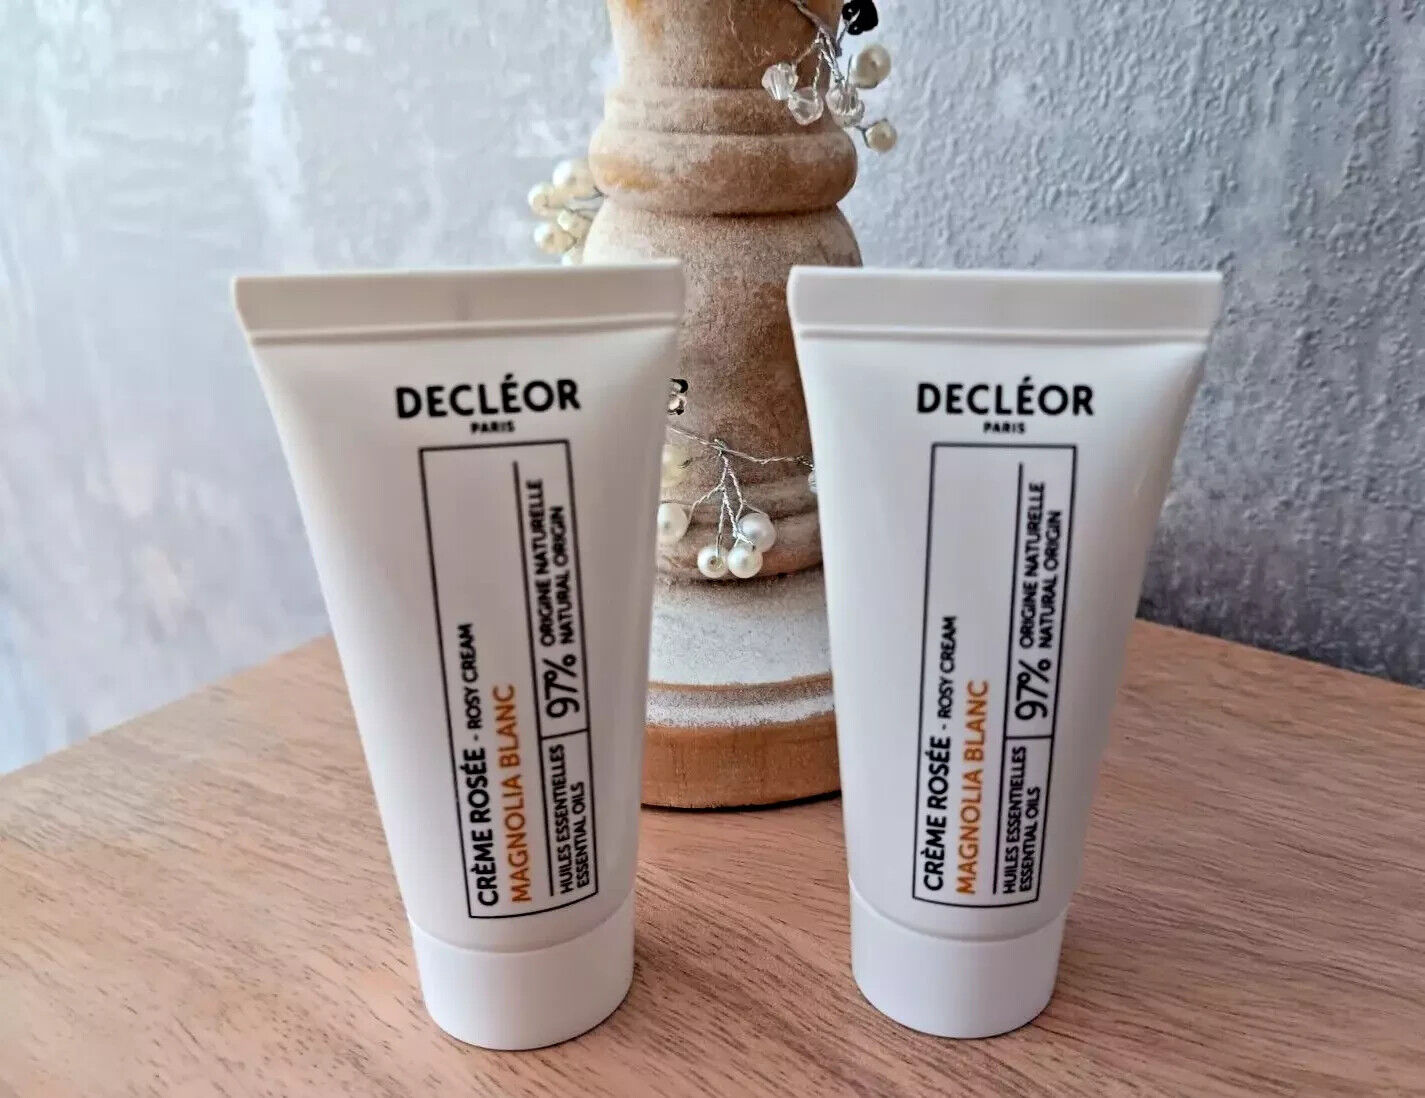 DECLÉOR
PARIS
CRÈME ROSÉE - ROSY CREAM
MAGNOLIA BLANC
HUILES ESSENTIELLES
ESSENTIAL OILS
97% ORIGINE NATURELLE
NATURAL ORIGIN
DECLÉOR
PARIS
CRÈME ROSÉE - ROSY CREAM
MAGNOLIA BLANC
HUILES ESSENTIELLES
ESSENTIAL OILS
97% ORIGINE NATURELLE
NATURAL ORIGIN